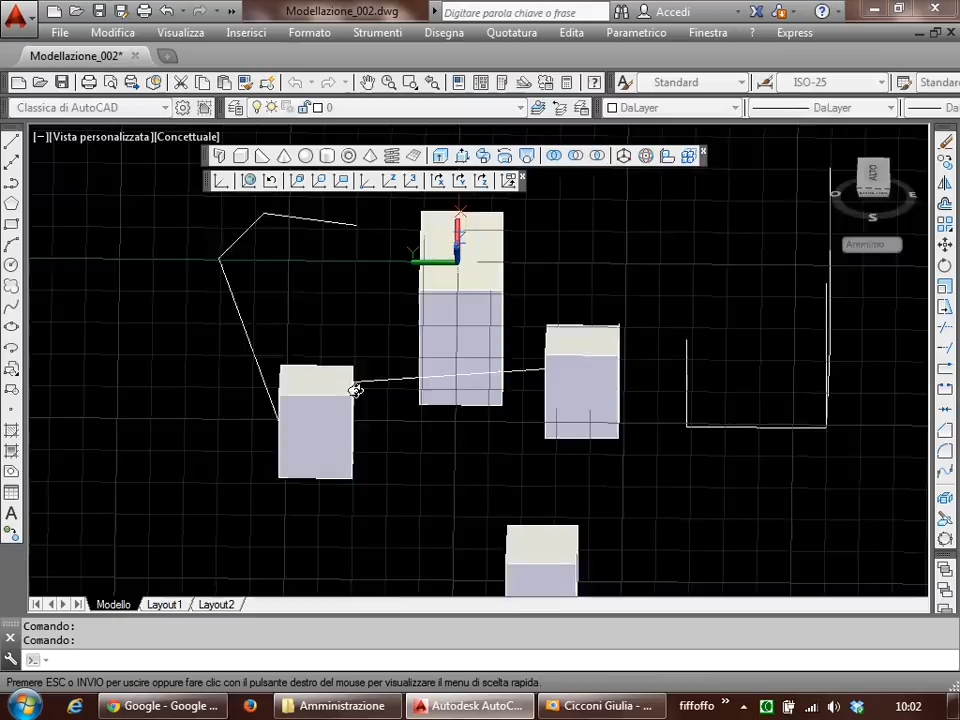 Modellazione_002.dwg
Digitare parola chiave o frase
Accedi
File Modifica Visualizza Inserisci Formato Strumenti Disegna Quotatura Edita Parametrico Finestra ? Express
Modellazione_002*
Standard ISO-25 Standard
Classica di AutoCAD 0 DaLayer DaLayer Da
[−][Vista personalizzata][Concettuale]
ALTO
O E
S
Anonimo
X
Y
Modello Layout1 Layout2
Comando:
Comando:
Premere ESC o INVIO per uscire oppure fare clic con il pulsante destro del mouse per visualizzare il menu di scelta rapida.
Google - Google ... Amministrazione Autodesk AutoC... Cicconi Giulia - ... fiffoffo » 10:02